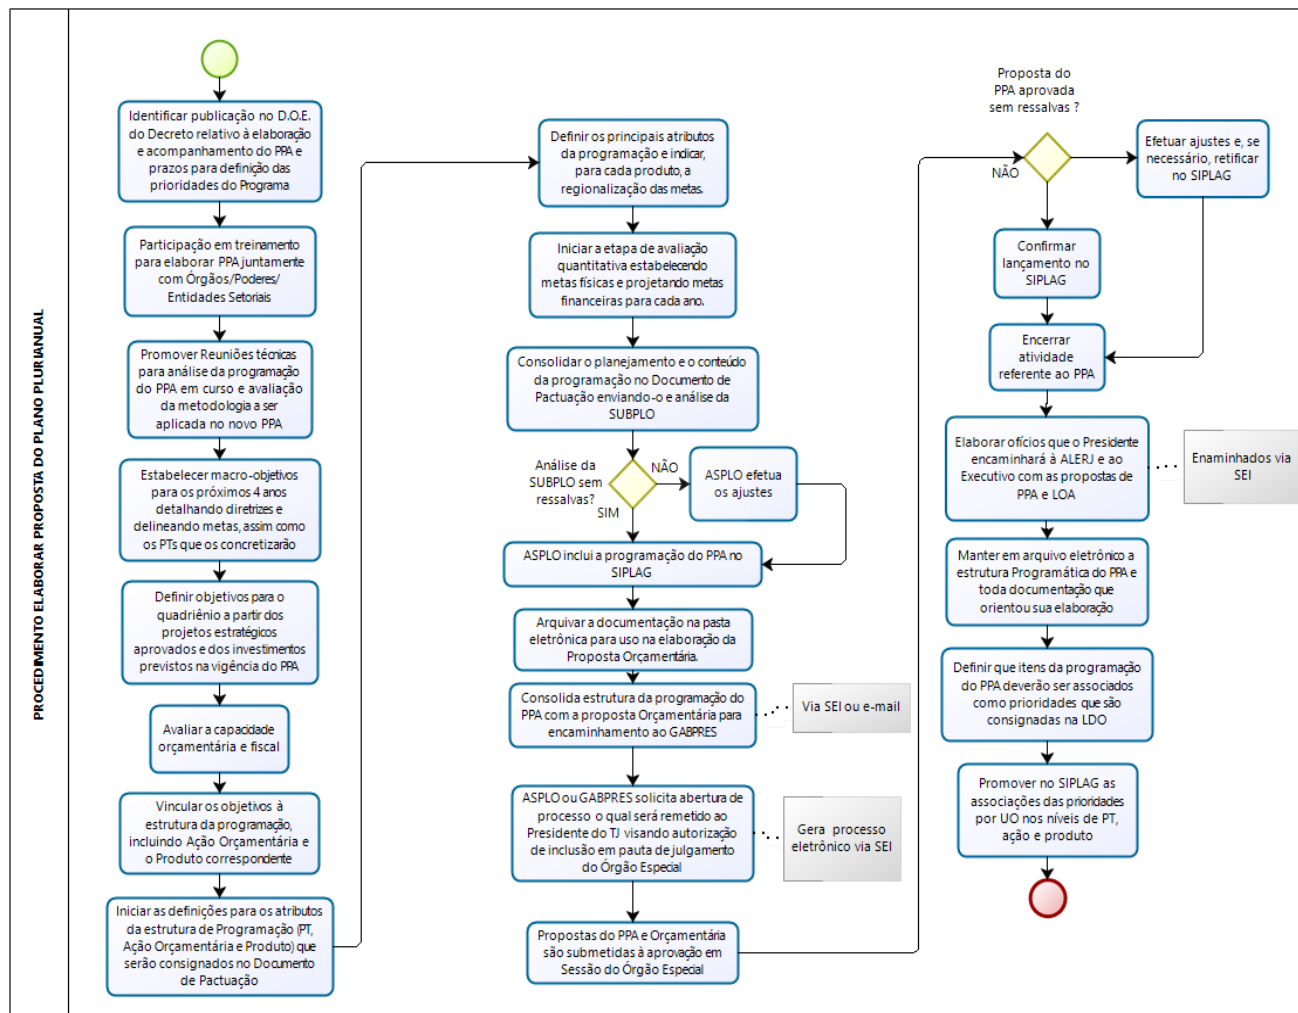 PROCEDIMENTO ELABORAR PROPOSTA DO PLANO PLURIANUAL
Identificar publicação no D.O.E.
do Decreto relativo à elaboração
e acompanhamento do PPA e
prazos para definição das
prioridades do Programa
Participação em treinamento
para elaborar PPA juntamente
com Órgãos/Poderes/
Entidades Setoriais
Promover Reuniões técnicas
para análise da programação
do PPA em curso e avaliação
da metodologia a ser
aplicada no novo PPA
Estabelecer macro-objetivos
para os próximos 4 anos
detalhando diretrizes e
delineando metas, assim como
os PTs que os concretizarão
Definir objetivos para o
quadriênio a partir dos
projetos estratégicos
aprovados e dos investimentos
previstos na vigência do PPA
Avaliar a capacidade
orçamentária e fiscal
Vincular os objetivos à
estrutura da programação,
incluindo Ação Orçamentária e
o Produto correspondente
Iniciar as definições para os atributos
da estrutura de Programação (PT,
Ação Orçamentária e Produto) que
serão consignados no Documento
de Pactuação
Definir os principais atributos
da programação e indicar,
para cada produto, a
regionalização das metas.
Iniciar a etapa de avaliação
quantitativa estabelecendo
metas físicas e projetando metas
financeiras para cada ano.
Consolidar o planejamento e o conteúdo
da programação no Documento de
Pactuação enviando-o e análise da
SUBPLO
Análise da
SUBPLO sem
ressalvas?
NÃO
SIM
ASPLO efetua
os ajustes
ASPLO inclui a programação do PPA no
SIPLAG
Arquivar a documentação na pasta
eletrônica para uso na elaboração da
Proposta Orçamentária.
Consolida estrutura da programação do
PPA com a proposta Orçamentária para
encaminhamento ao GABPRES
Via SEI ou e-mail
ASPLO ou GABPRES solicita abertura de
processo o qual será remetido ao
Presidente do TJ visando autorização
de inclusão em pauta de julgamento
do Órgão Especial
Gera processo
eletrônico via SEI
Propostas do PPA e Orçamentária
são submetidas à aprovação em
Sessão do Órgão Especial
Proposta do
PPA aprovada
sem ressalvas ?
NÃO
Efetuar ajustes e, se
necessário, retificar
no SIPLAG
Confirmar
lançamento no
SIPLAG
Encerrar
atividade
referente ao PPA
Elaborar ofícios que o Presidente
encaminhará à ALERJ e ao
Executivo com as propostas de
PPA e LOA
Enaminhados via
SEI
Manter em arquivo eletrônico a
estrutura Programática do PPA e
toda documentação que
orientou sua elaboração
Definir que itens da programação
do PPA deverão ser associados
como prioridades que são
consignadas na LDO
Promover no SIPLAG as
associações das prioridades
por UO nos níveis de PT,
ação e produto